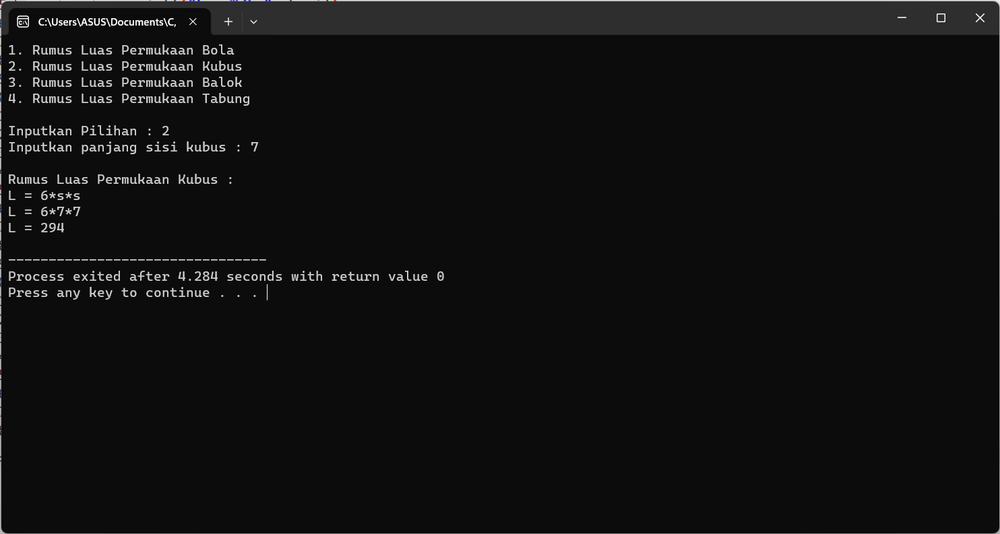 C:\Users\ASUS\Documents\C,
1. Rumus Luas Permukaan Bola
2. Rumus Luas Permukaan Kubus
3. Rumus Luas Permukaan Balok
4. Rumus Luas Permukaan Tabung
Inputkan Pilihan : 2
Inputkan panjang sisi kubus : 7
Rumus Luas Permukaan Kubus :
L = 6*s*s
L = 6*7*7
L = 294
--------------------------------
Process exited after 4.284 seconds with return value 0
Press any key to continue . . .